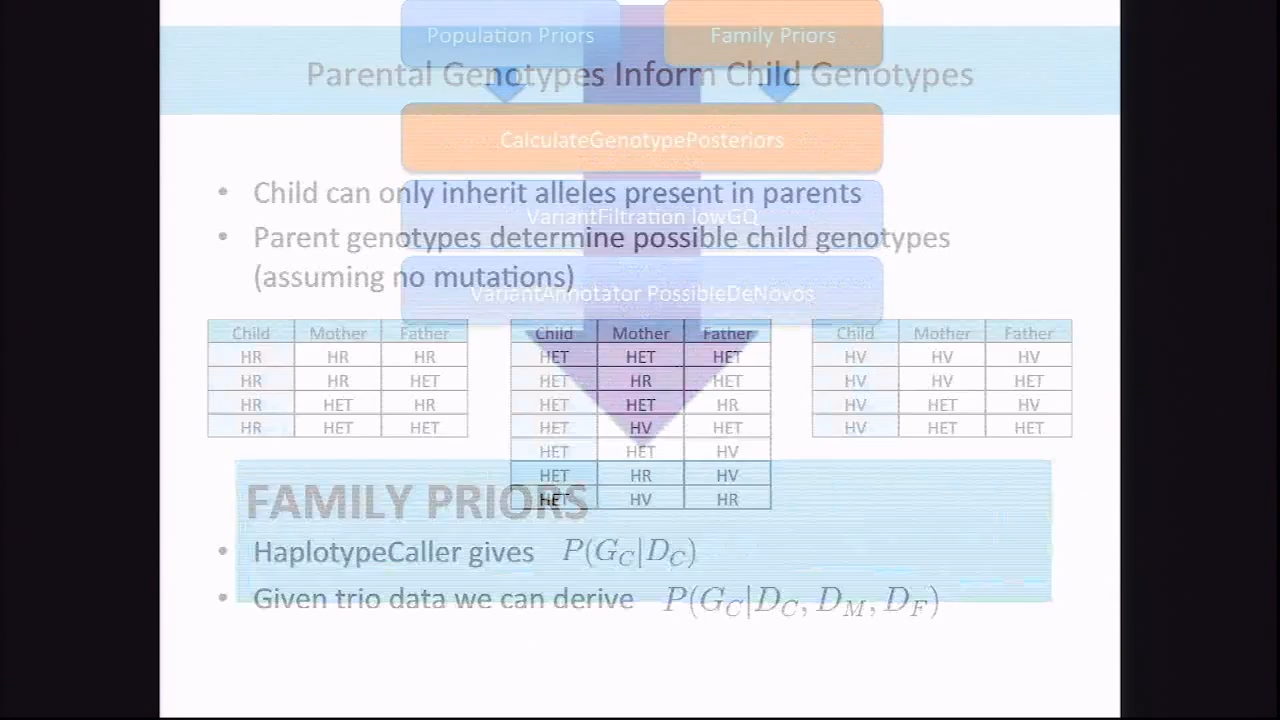 Population Priors
Family Priors
Parental Genotypes Inform Child Genotypes
CalculateGenotypePosteriors
• Child can only inherit alleles present in parents
VariantFiltration lowGQ
• Parent genotypes determine possible child genotypes
(assuming no mutations)
VariantAnnotator PossibleDeNovos
Child Mother Father
HR HR HR
HR HR HET
HR HET HR
HR HET HET
Child Mother Father
HET HET HET
HET HR HET
HET HET HR
HET HV HET
HET HET HV
HET HR HV
HET HV HR
Child Mother Father
HV HV HV
HV HV HET
HV HET HV
HV HET HET
FAMILY PRIORS
• HaplotypeCaller gives P(G_C|D_C)
• Given trio data we can derive P(G_C|D_C, D_M, D_F)